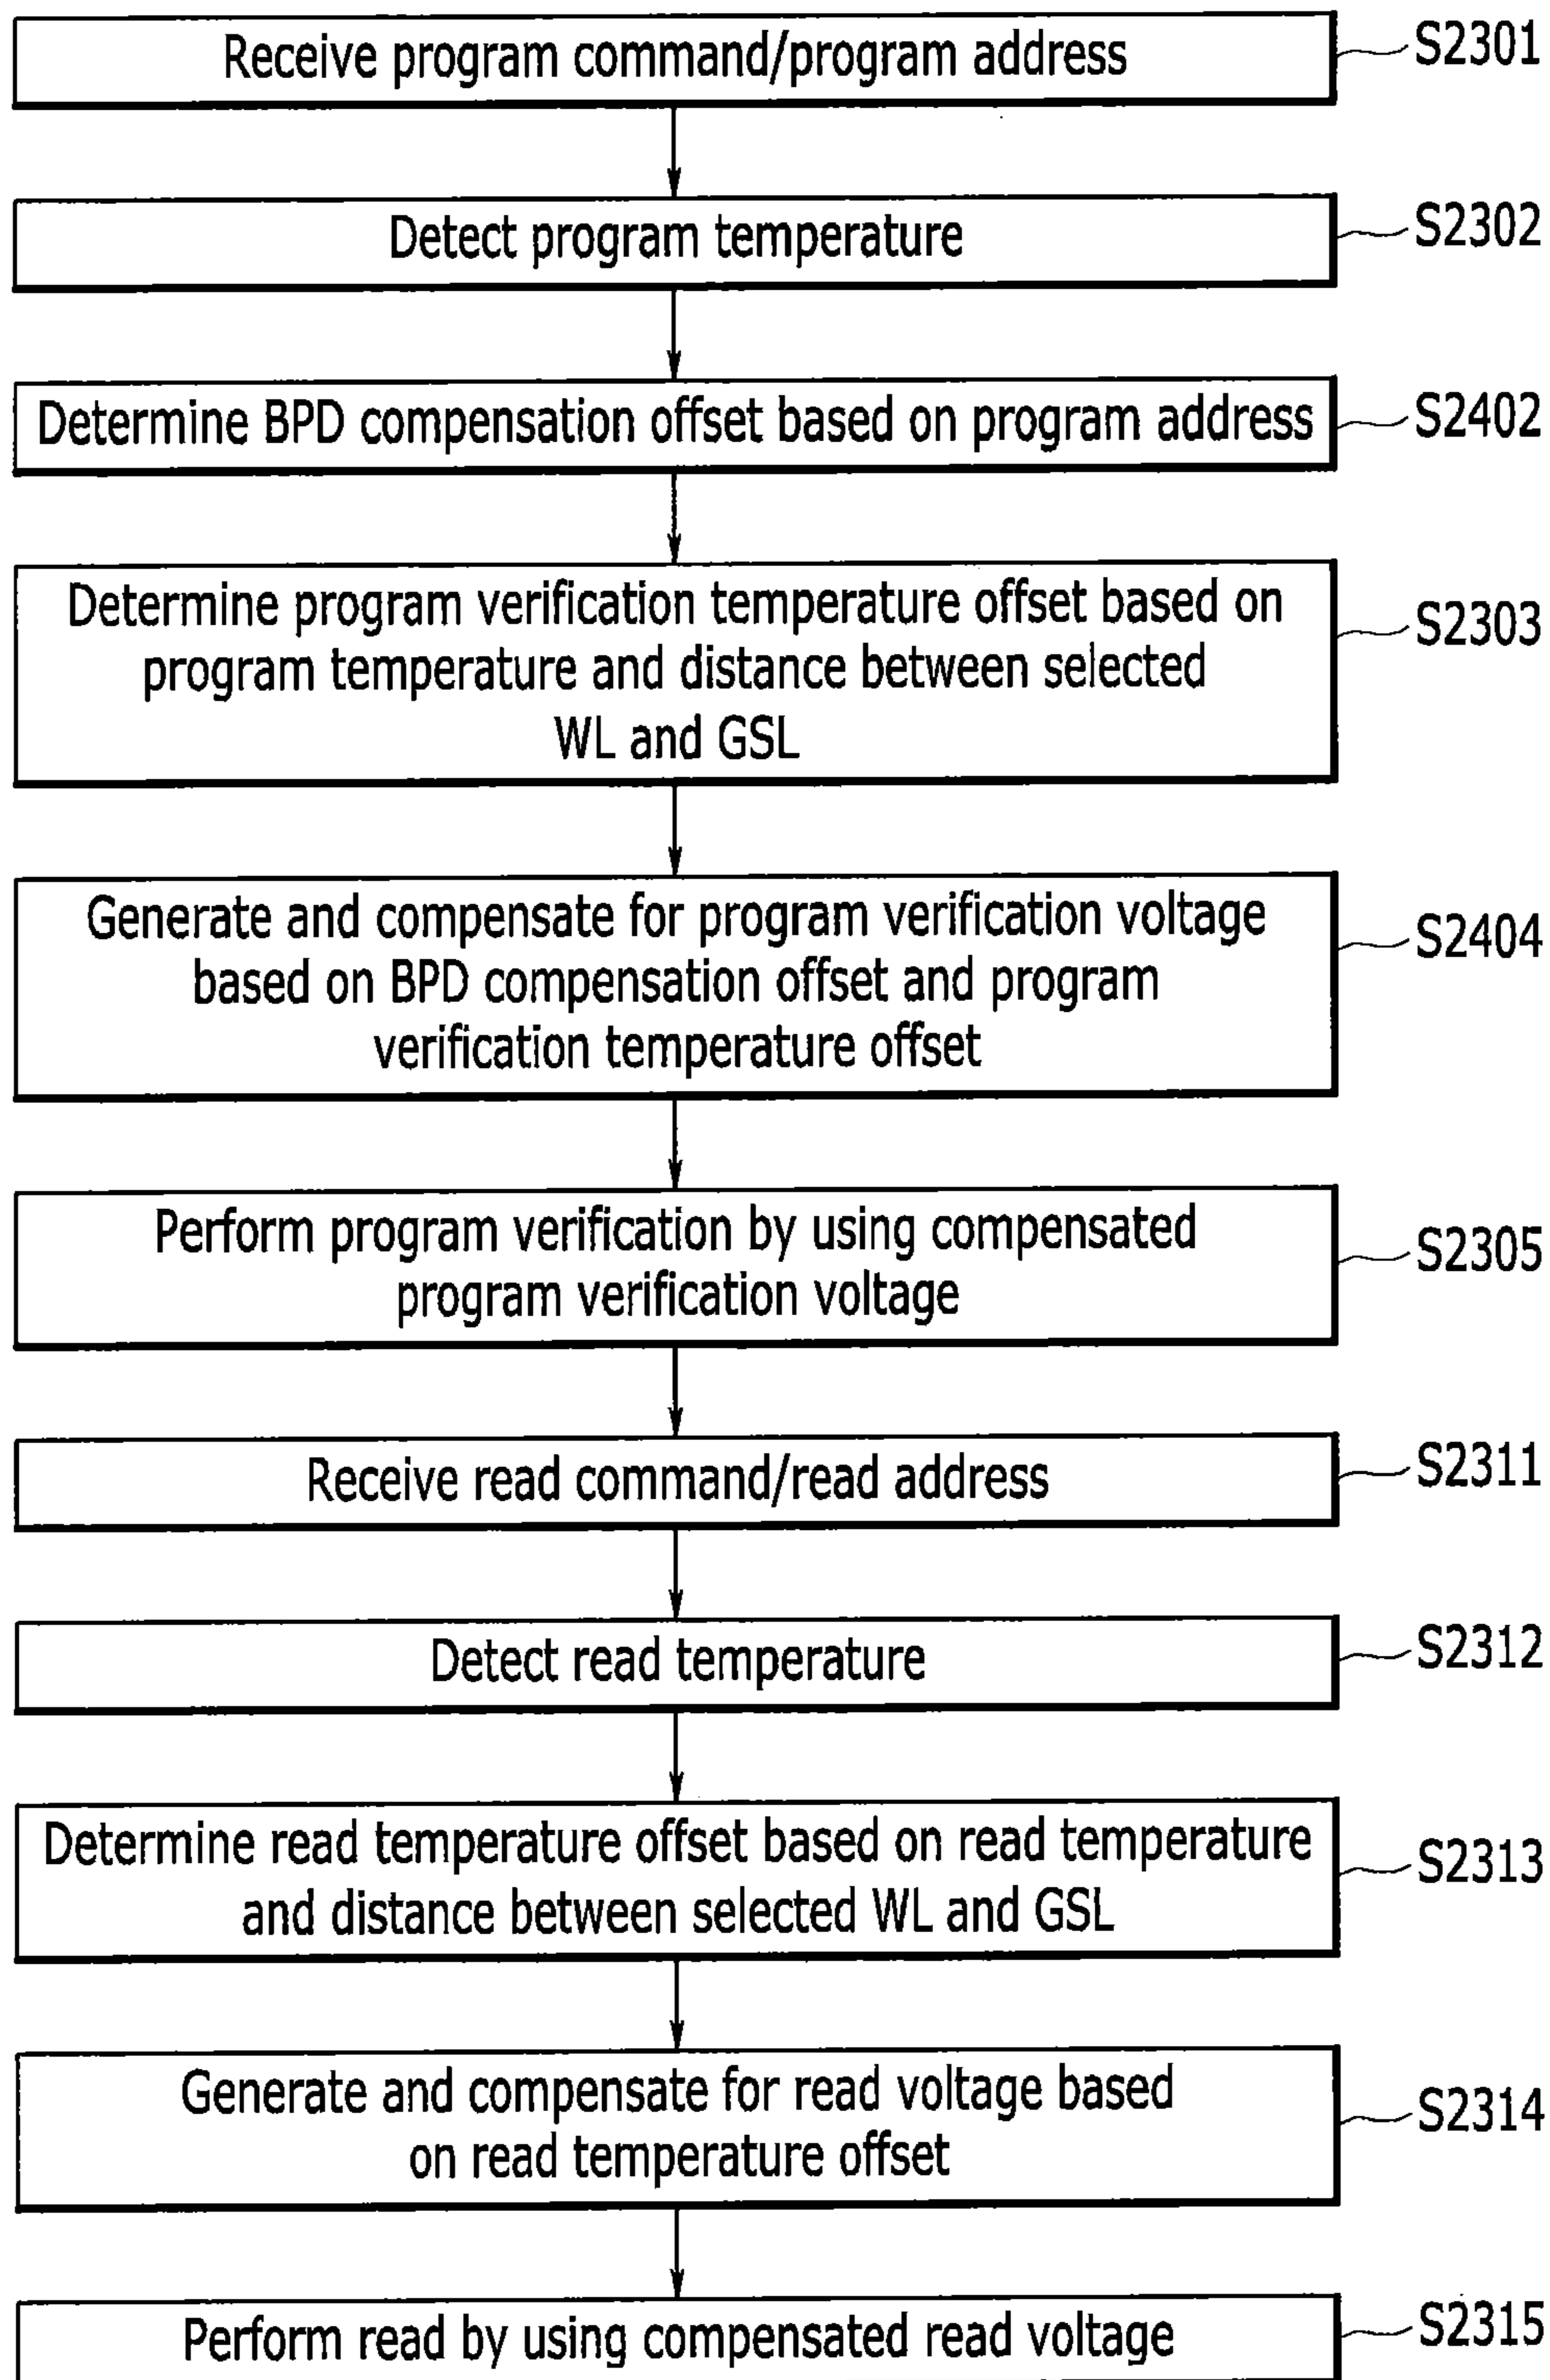 Receive program command/program address
S2301
Detect program temperature
S2302
Determine BPD compensation offset based on program address
S2402
Determine program verification temperature offset based on
program temperature and distance between selected
WL and GSL
S2303
Generate and compensate for program verification voltage
based on BPD compensation offset and program
verification temperature offset
S2404
Perform program verification by using compensated
program verification voltage
S2305
Receive read command/read address
S2311
Detect read temperature
S2312
Determine read temperature offset based on read temperature
and distance between selected WL and GSL
S2313
Generate and compensate for read voltage based
on read temperature offset
S2314
Perform read by using compensated read voltage
S2315